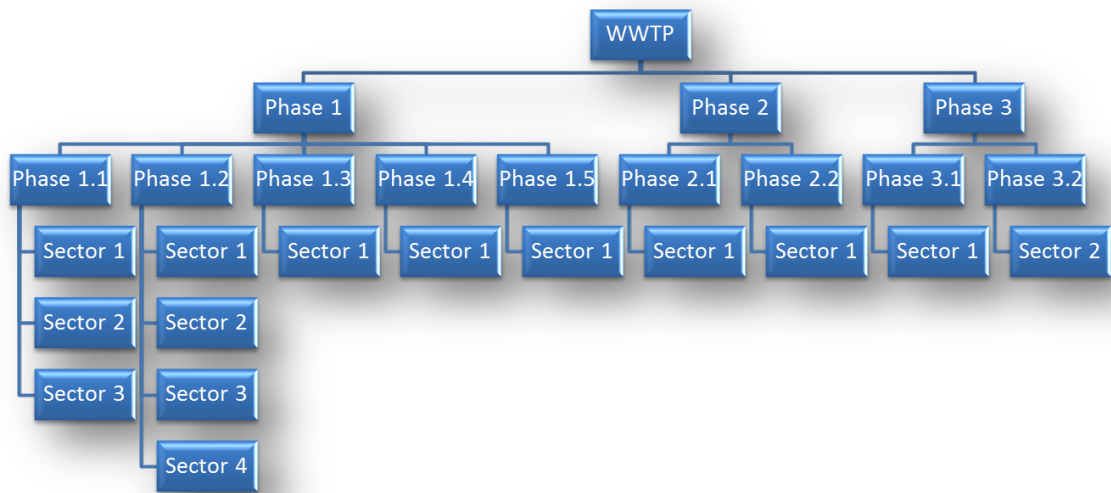 WWTP
Phase 1
Phase 2
Phase 3
Phase 1.1
Phase 1.2
Phase 1.3
Phase 1.4
Phase 1.5
Phase 2.1
Phase 2.2
Phase 3.1
Phase 3.2
Sector 1
Sector 1
Sector 1
Sector 1
Sector 1
Sector 1
Sector 1
Sector 1
Sector 2
Sector 2
Sector 2
Sector 3
Sector 3
Sector 4